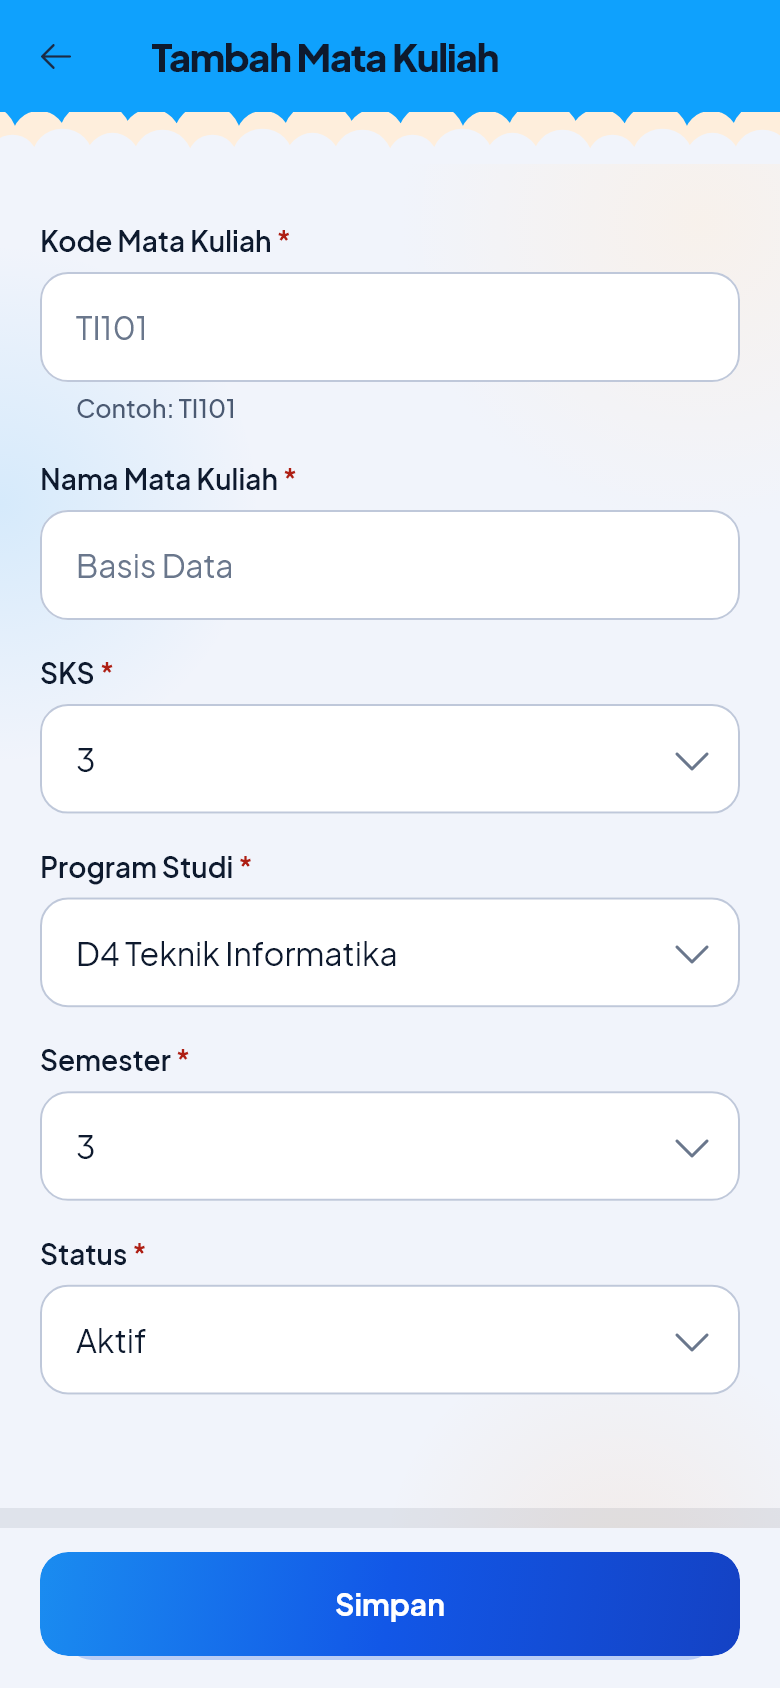 Tambah Mata Kuliah
Kode Mata Kuliah *
TI101
Contoh: TI101
Nama Mata Kuliah *
Basis Data
SKS *
3
Program Studi *
D4 Teknik Informatika
Semester *
3
Status *
Aktif
Simpan